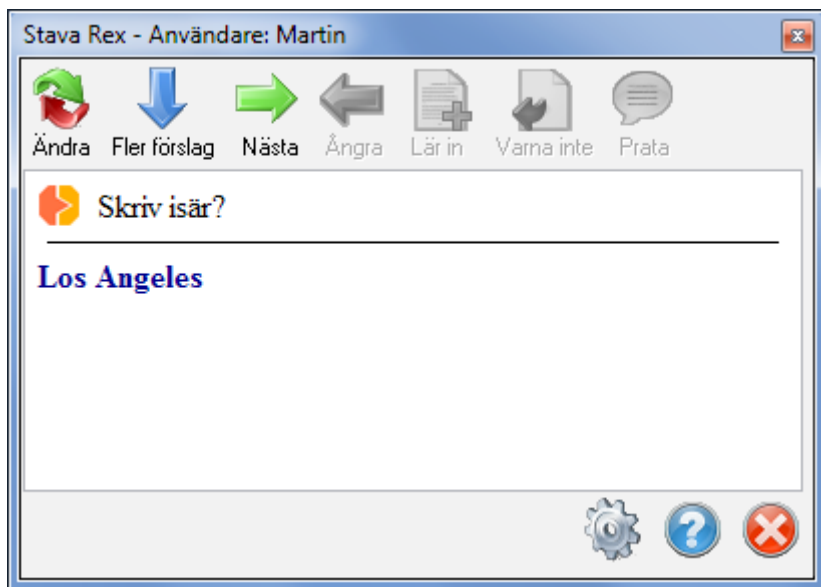 Stava Rex - Användare: Martin
Ändra Fler förslag Nästa Ångra Lär in Varna inte Prata
Skriv isär?
Los Angeles